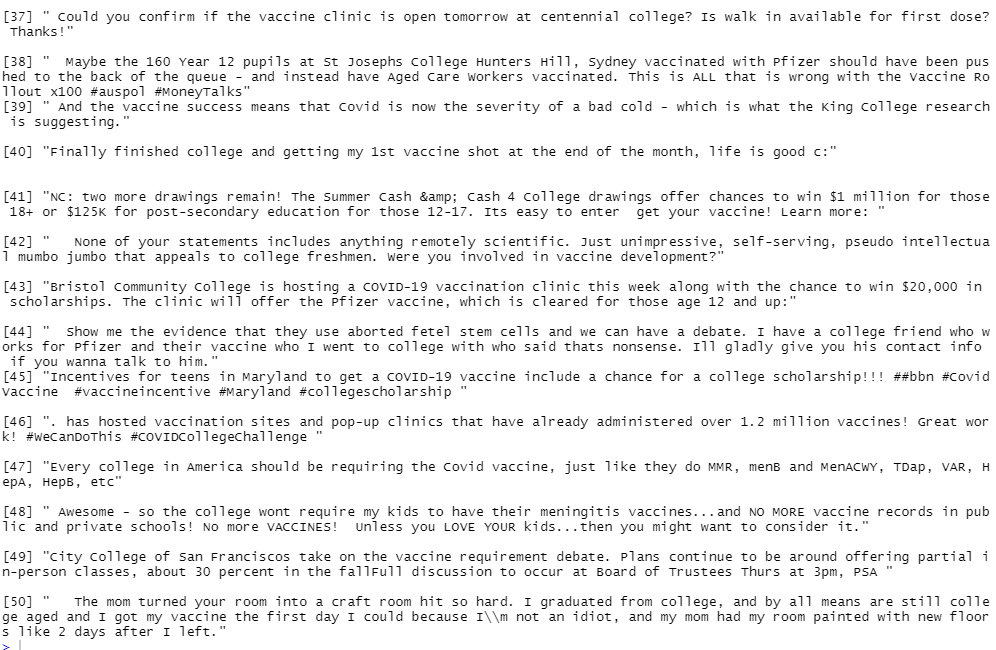 [37] " Could you confirm if the vaccine clinic is open tomorrow at centennial college? Is walk in available for first dose?
 Thanks!"
[38] "  Maybe the 160 Year 12 pupils at St Josephs College Hunters Hill, Sydney vaccinated with Pfizer should have been pus
hed to the back of the queue - and instead have Aged Care Workers vaccinated. This is ALL that is wrong with the Vaccine Ro
llout x100 #auspol #MoneyTalks"
[39] " And the vaccine success means that Covid is now the severity of a bad cold - which is what the King College research
 is suggesting."
[40] "Finally finished college and getting my 1st vaccine shot at the end of the month, life is good c:"
[41] "NC: two more drawings remain! The Summer Cash &amp; Cash 4 College drawings offer chances to win $1 million for those
 18+ or $125K for post-secondary education for those 12-17. Its easy to enter  get your vaccine! Learn more: "
[42] "   None of your statements includes anything remotely scientific. Just unimpressive, self-serving, pseudo intellectua
l mumbo jumbo that appeals to college freshmen. Were you involved in vaccine development?"
[43] "Bristol Community College is hosting a COVID-19 vaccination clinic this week along with the chance to win $20,000 in
 scholarships. The clinic will offer the Pfizer vaccine, which is cleared for those age 12 and up:"
[44] "  Show me the evidence that they use aborted fetel stem cells and we can have a debate. I have a college friend who w
orks for Pfizer and their vaccine who I went to college with who said thats nonsense. Ill gladly give you his contact info
 if you wanna talk to him."
[45] "Incentives for teens in Maryland to get a COVID-19 vaccine include a chance for a college scholarship!!! ##bbn #Covid
Vaccine  #vaccineincentive #Maryland #collegescholarship "
[46] ". has hosted vaccination sites and pop-up clinics that have already administered over 1.2 million vaccines! Great wor
k! #WeCanDoThis #COVIDCollegeChallenge "
[47] "Every college in America should be requiring the Covid vaccine, just like they do MMR, menB and MenACWY, TDap, VAR, H
epA, HepB, etc"
[48] " Awesome - so the college wont require my kids to have their meningitis vaccines...and NO MORE vaccine records in pub
lic and private schools! No more VACCINES!  Unless you LOVE YOUR kids...then you might want to consider it."
[49] "City College of San Franciscos take on the vaccine requirement debate. Plans continue to be around offering partial i
n-person classes, about 30 percent in the fallFull discussion to occur at Board of Trustees Thurs at 3pm, PSA "
[50] "   The mom turned your room into a craft room hit so hard. I graduated from college, and by all means are still colle
ge aged and I got my vaccine the first day I could because I\\m not an idiot, and my mom had my room painted with new floor
s like 2 days after I left."
>